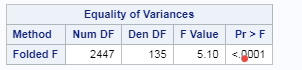 Equality of Variances
Method Num DF Den DF F Value Pr > F
Folded F 2447 135 5.10 <.0001